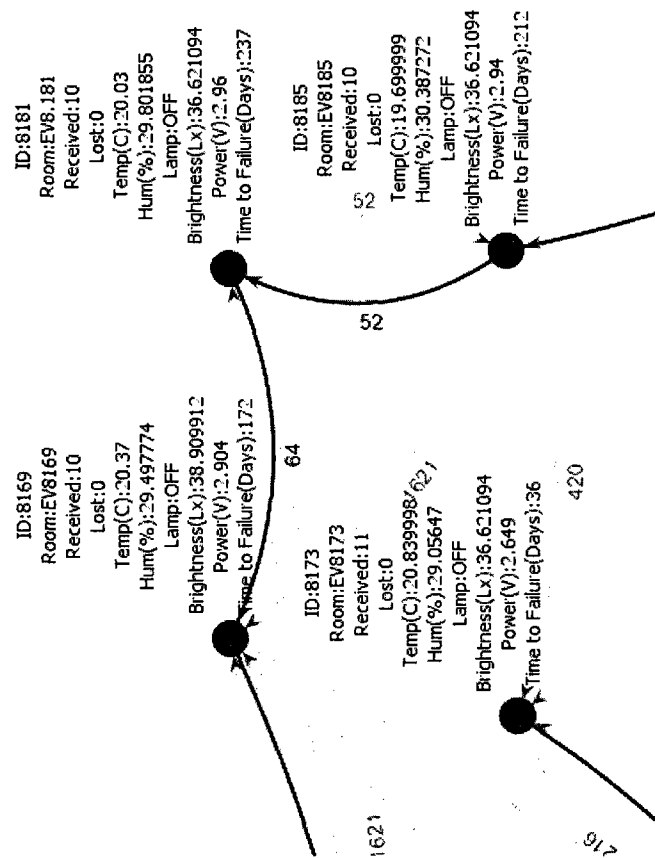 ID:8181
Room:EV8.181
Received:10
Lost:0
Temp(C):20.03
Hum(%):29.801855
Lamp:OFF
Brightness(Lx):36.621094
Power(V):2.96
Time to Failure(Days):237
ID:8185
Room:EV8185
Received:10
Lost:0
Temp(C):19.699999
Hum(%):30.387272
Lamp:OFF
Brightness(Lx):36.621094
Power(V):2.94
Time to Failure(Days):212
52
52
ID:8169
Room:EV8169
Received:10
Lost:0
Temp(C):20.37
Hum(%):29.497774
Lamp:OFF
Brightness(Lx):38.909912
Power(V):2.904
Time to Failure(Days):172
64
ID:8173
Room:EV8173
Received:11
Lost:0
Temp(C):20.839998
Hum(%):29.05647
Lamp:OFF
Brightness(Lx):36.621094
Power(V):2.649
Time to Failure(Days):36
420
1621
216